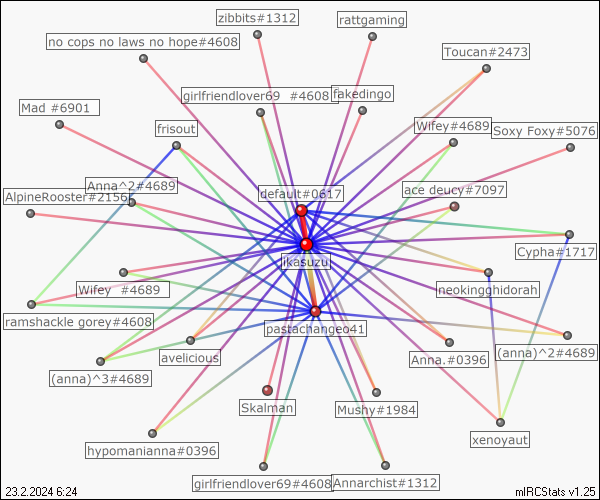 zibbits#1312
rattgaming
no cops no laws no hope#4608
Toucan#2473
girlfriendlover69 #4608
fakedingo
Mad #6901
frisout
Wifey#4689
Soxy Foxy#5076
Anna^2#4689
AlpineRooster#2156
default#0617
ace deucy#7097
jkasuzu
Cypha#1717
Wifey #4689
neokingghidorah
ramshackle gorey#4608
pastachangeo41
avelicious
Anna.#0396
(anna)^2#4689
(anna)^3#4689
Skalman
Mushy#1984
hypomanianna#0396
xenoyaut
girlfriendlover69#4608
Annarchist#1312
23.2.2024 6:24
mIRCStats v1.25